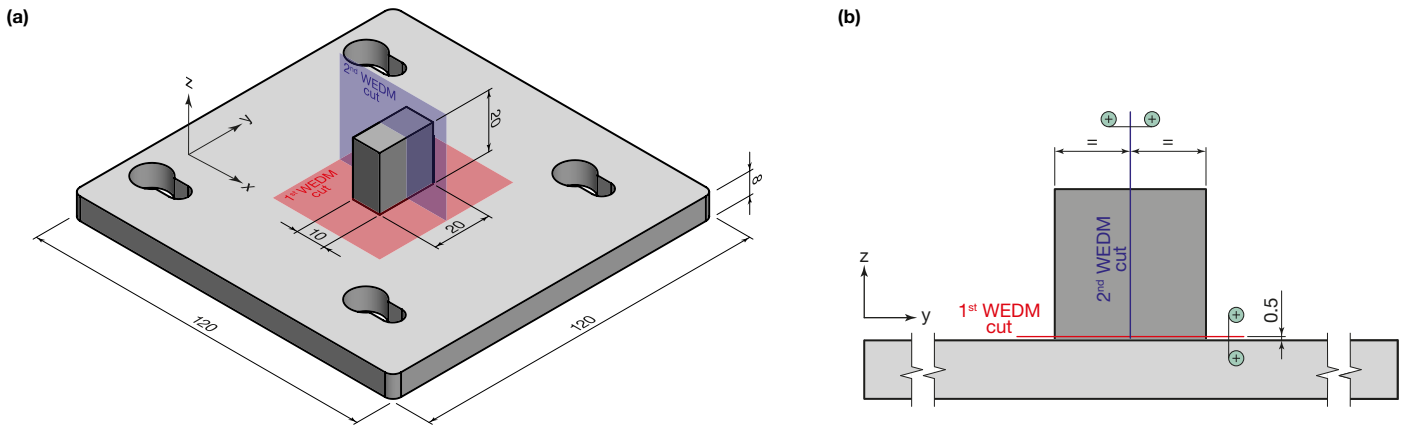 (a)
z
y
x
2nd WEDM
cut
1st WEDM
cut
20
8
10
20
120
120
(b)
= =
2nd WEDM
cut
z
y
1st WEDM
cut
0.5
+ +
+
+